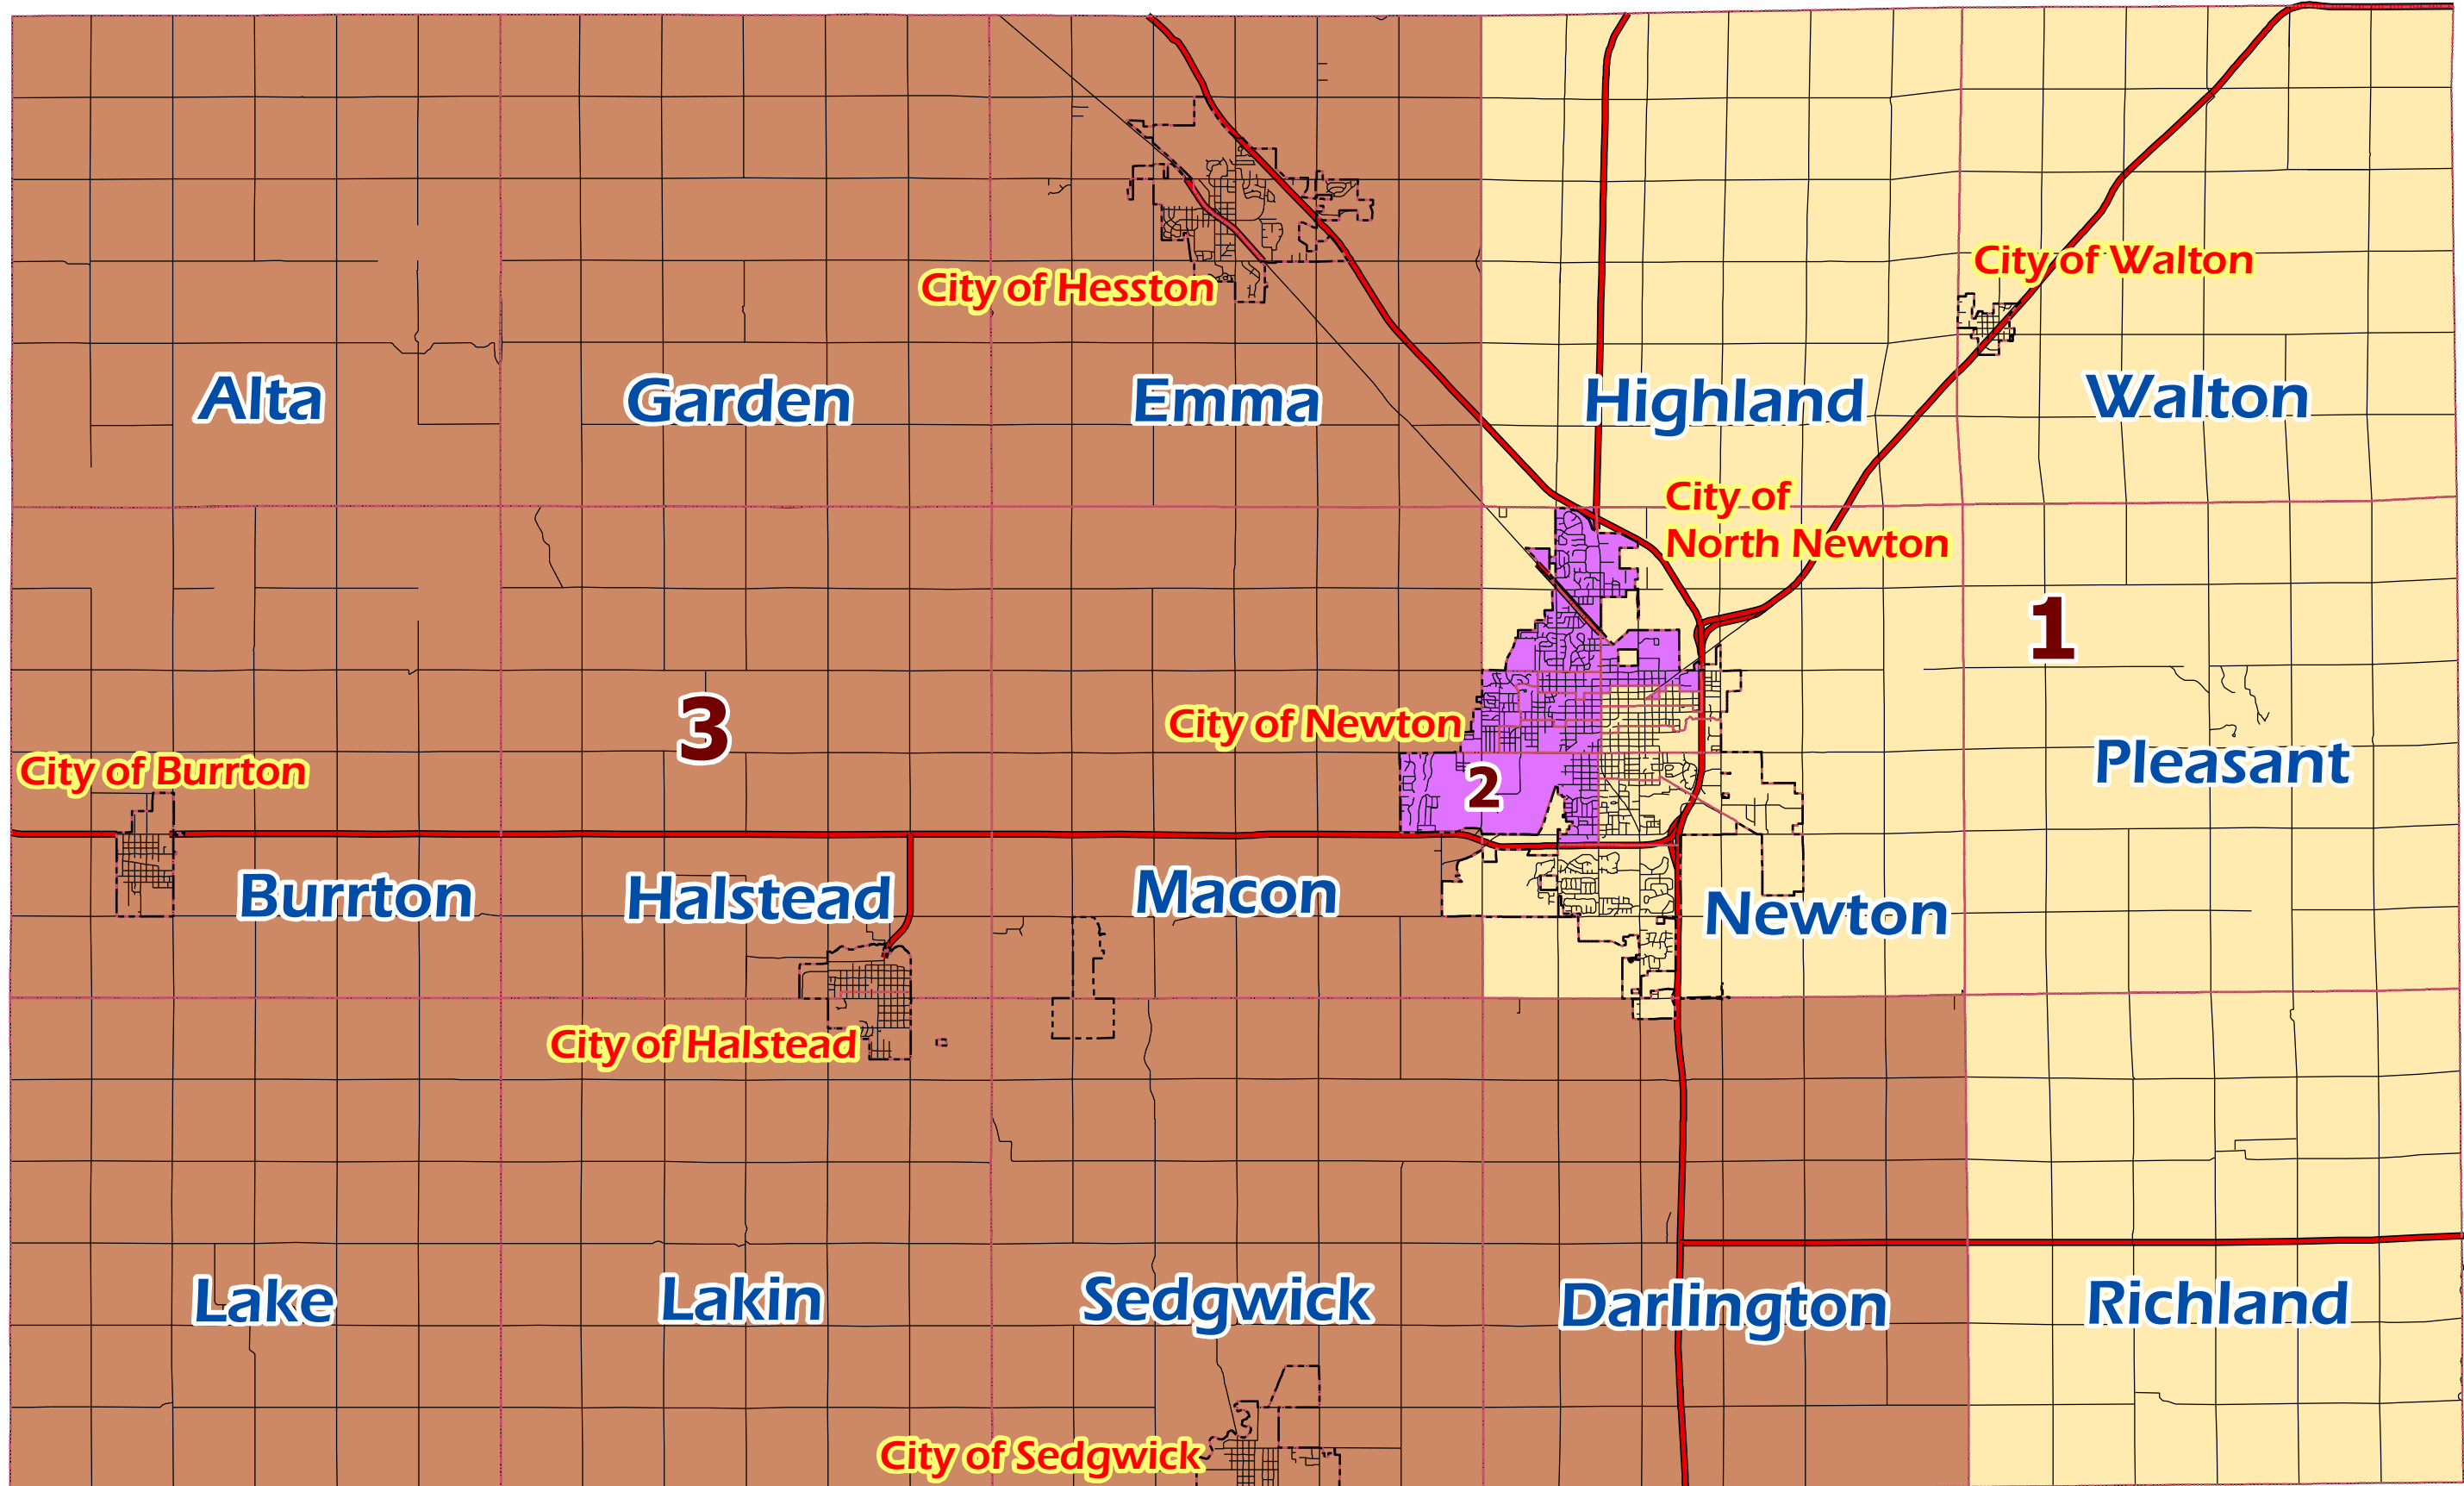 City of Walton
City of Hesston
Alta
Garden
Emma
Highland
Walton
City of
North Newton
1
3
City of Newton
City of Burrton
2
Pleasant
Burrton
Halstead
Macon
Newton
City of Halstead
Lake
Lakin
Sedgwick
Darlington
Richland
City of Sedgwick